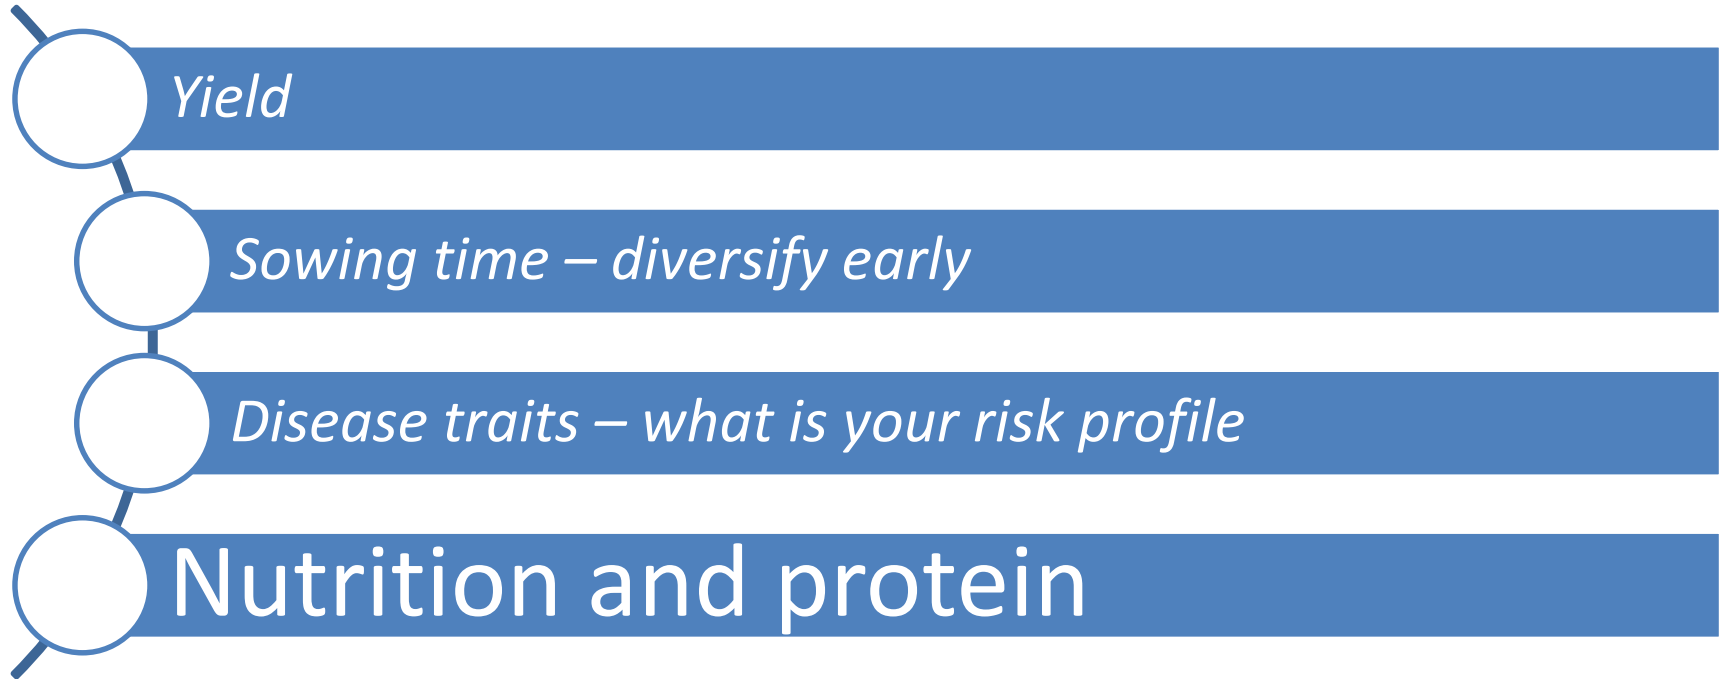 Yield
Sowing time – diversify early
Disease traits – what is your risk profile
Nutrition and protein